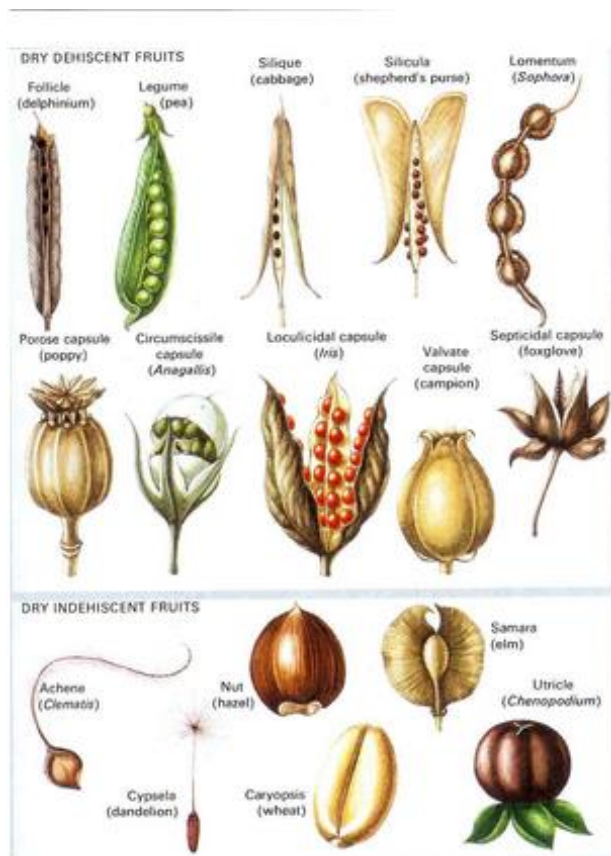 DRY DEHISCENT FRUITS
Follicle
(delphinium)
Legume
(pea)
Silique
(cabbage)
Silicula
(shepherd's purse)
Lomentum
(Sophora)
Porose capsule
(poppy)
Circumscissile
capsule
(Anagallis)
Loculicidal capsule
(Iris)
Valvate
capsule
(campion)
Septicidal capsule
(foxglove)
DRY INDEHISCENT FRUITS
Achene
(Clematis)
Cypsela
(dandelion)
Nut
(hazel)
Caryopsis
(wheat)
Samara
(elm)
Utricle
(Chenopodium)